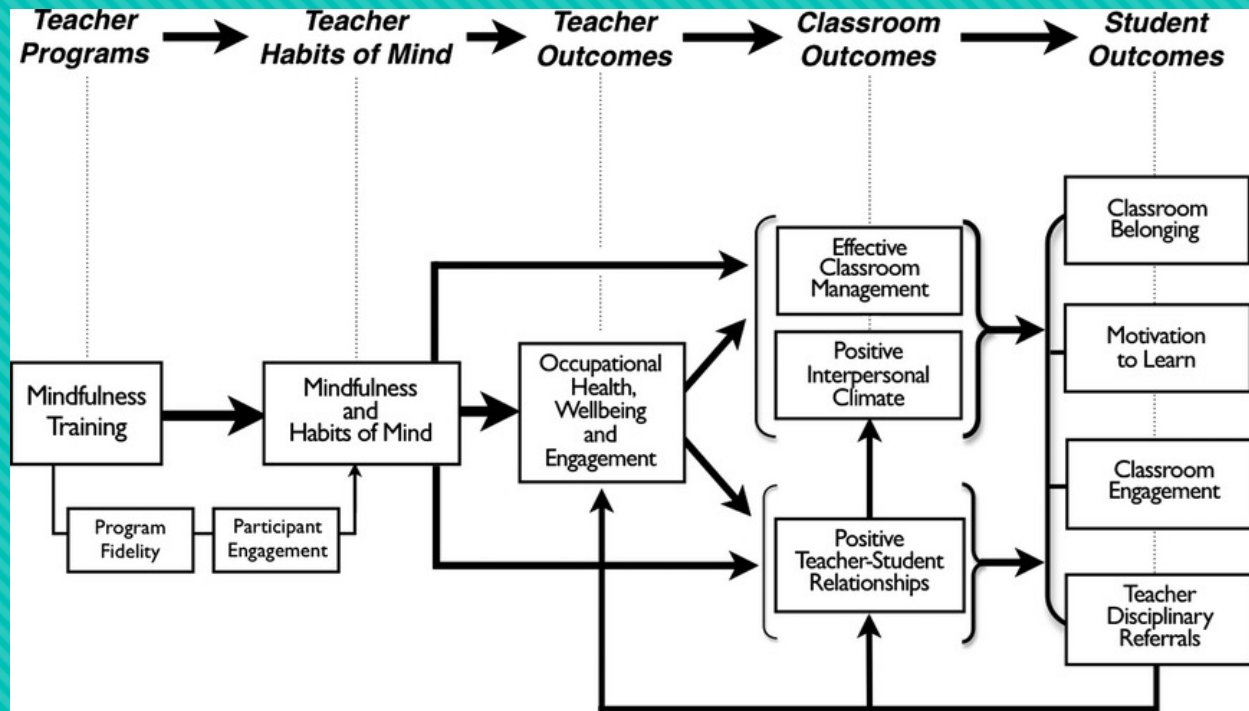 Teacher
Programs
Teacher
Habits of Mind
Teacher
Outcomes
Classroom
Outcomes
Student
Outcomes
Mindfulness
Training
Program
Fidelity
Participant
Engagement
Mindfulness
and
Habits of Mind
Occupational
Health,
Wellbeing
and
Engagement
Effective
Classroom
Management
Positive
Interpersonal
Climate
Positive
Teacher-Student
Relationships
Classroom
Belonging
Motivation
to Learn
Classroom
Engagement
Teacher
Disciplinary
Referrals